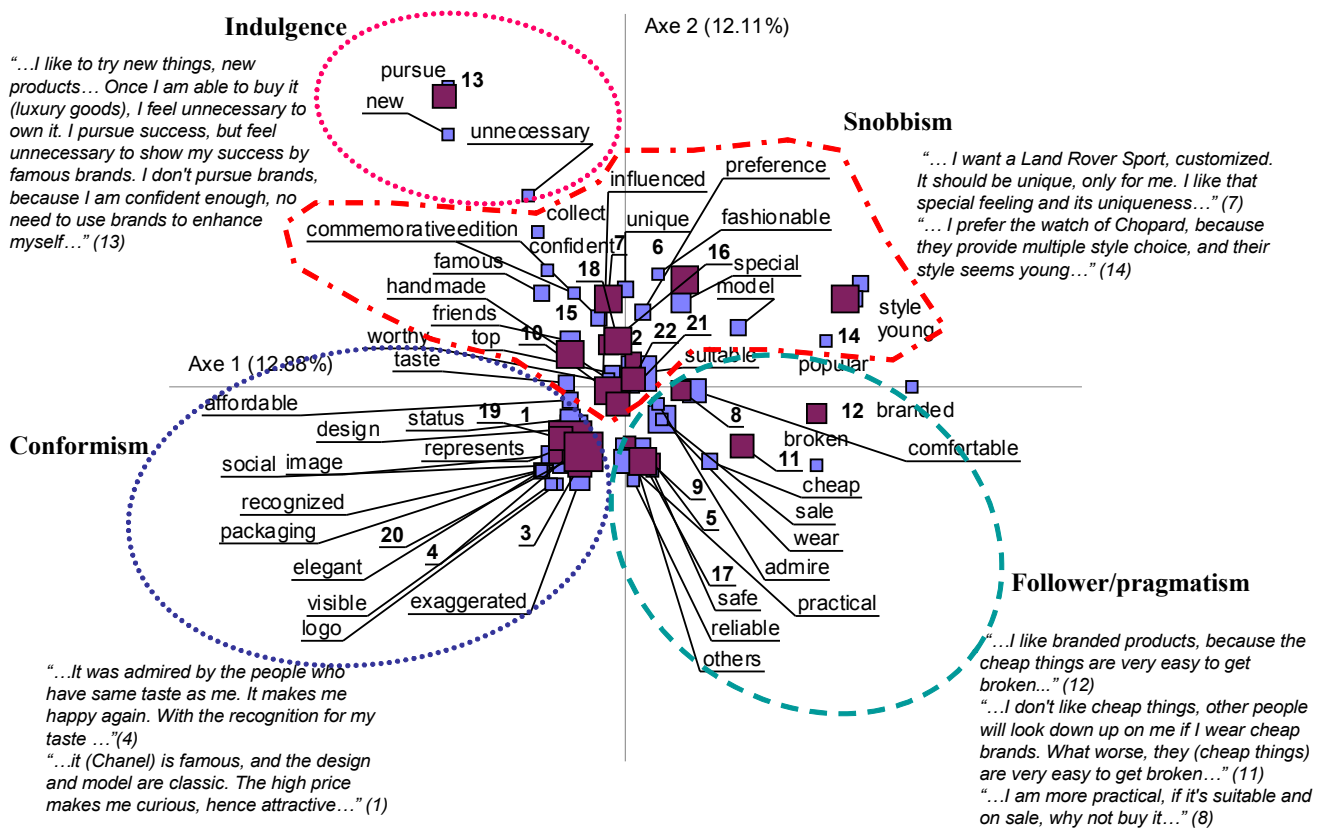 Indulgence
Axe 2 (12.11%)
“…I like to try new things, new
products… Once I am able to buy it
(luxury goods), I feel unnecessary to
own it. I pursue success, but feel
unnecessary to show my success by
famous brands. I don't pursue brands,
because I am confident enough, no
need to use brands to enhance
myself…” (13)
pursue
13
new
unnecessary
Snobbism
“… I want a Land Rover Sport, customized.
It should be unique, only for me. I like that
special feeling and its uniqueness…” (7)
“… I prefer the watch of Chopard, because
they provide multiple style choice, and their
style seems young…” (14)
preference
influenced
collect
unique
fashionable
commemorative edition
confident
7
6
16
famous
18
special
handmade
model
friends
15
style
worthy
top
10
2
22
21
14
young
taste
suitable
popular
Axe 1 (12.88%)
affordable
status
19
1
8
12
branded
design
broken
Conformism
represents
comfortable
social image
11
recognized
9
cheap
packaging
5
sale
20
4
3
wear
elegant
17
admire
visible
exaggerated
safe
practical
logo
reliable
others
Follower/pragmatism
“…It was admired by the people who
have same taste as me. It makes me
happy again. With the recognition for my
taste …”(4)
“…it (Chanel) is famous, and the design
and model are classic. The high price
makes me curious, hence attractive…” (1)
“…I like branded products, because the
cheap things are very easy to get
broken...” (12)
“…I don't like cheap things, other people
will look down up on me if I wear cheap
brands. What worse, they (cheap things)
are very easy to get broken…” (11)
“…I am more practical, if it's suitable and
on sale, why not buy it…” (8)